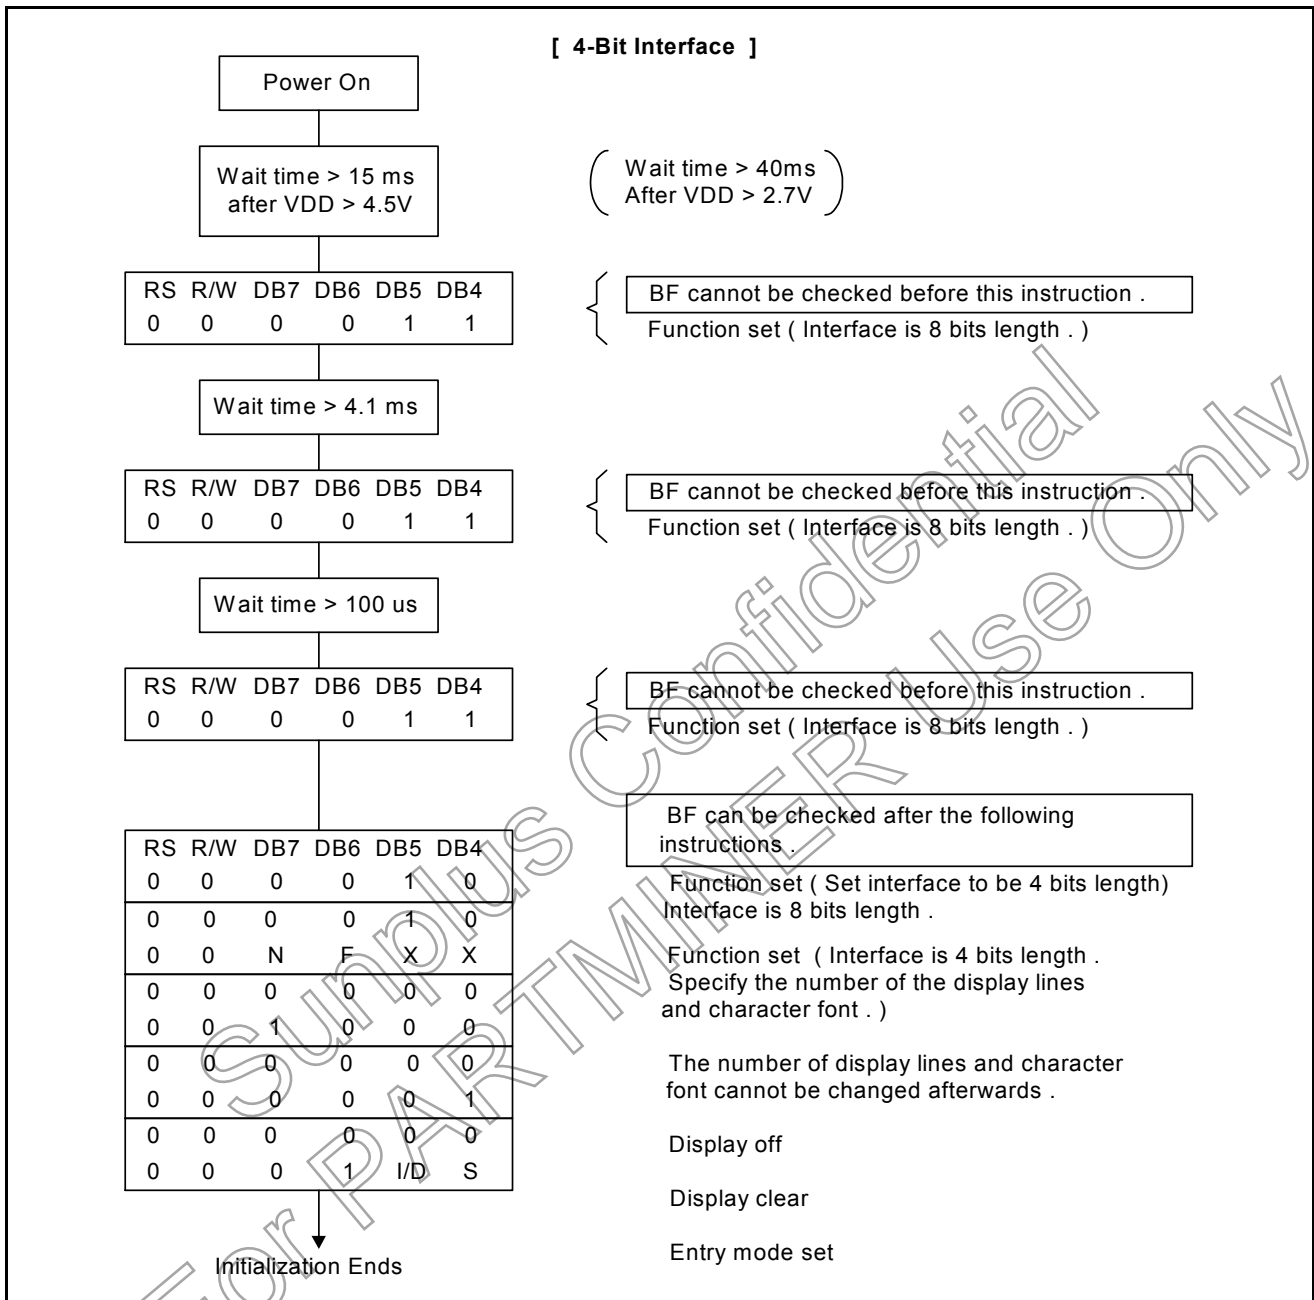 [ 4-Bit Interface ]
Power On
Wait time > 15 ms
after VDD > 4.5V
Wait time > 40ms
After VDD > 2.7V
RS R/W DB7 DB6 DB5 DB4
0 0 0 0 1 1
BF cannot be checked before this instruction .
Function set ( Interface is 8 bits length . )
Wait time > 4.1 ms
RS R/W DB7 DB6 DB5 DB4
0 0 0 0 1 1
BF cannot be checked before this instruction .
Function set ( Interface is 8 bits length . )
Wait time > 100 us
RS R/W DB7 DB6 DB5 DB4
0 0 0 0 1 1
BF cannot be checked before this instruction .
Function set ( Interface is 8 bits length . )
RS R/W DB7 DB6 DB5 DB4
0 0 0 0 1 0
0 0 0 0 1 0
0 0 N F X X
0 0 0 0 0 0
0 0 1 0 0 0
0 0 0 0 0 0
0 0 0 0 0 1
0 0 0 0 0 0
0 0 0 1 I/D S
Initialization Ends
BF can be checked after the following
instructions .
Function set ( Set interface to be 4 bits length)
Interface is 8 bits length .
Function set ( Interface is 4 bits length .
Specify the number of the display lines
and character font . )
The number of display lines and character
font cannot be changed afterwards .
Display off
Display clear
Entry mode set
Sunplus Confidential
For PARTMINER Use Only